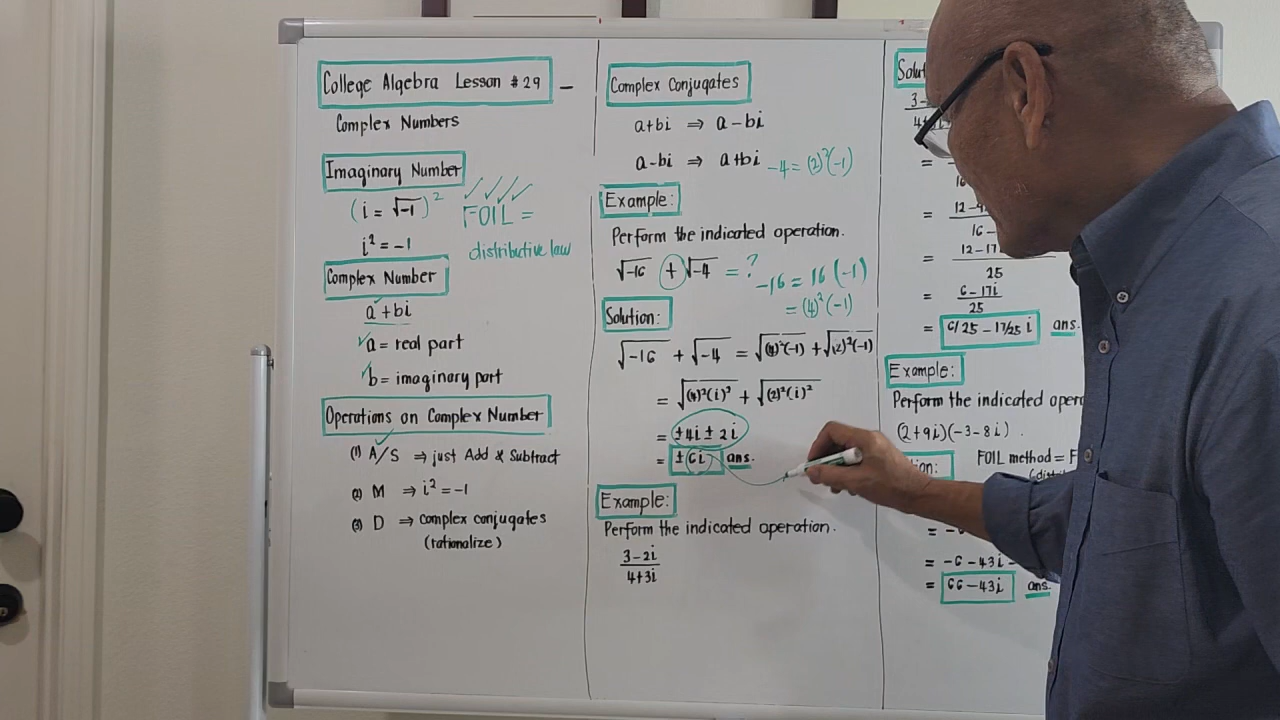 College Algebra Lesson #29 –
Complex Numbers
Imaginary Number
(i = √-1)²
FOIL =
i² = -1
distributive law
Complex Number
a + bi
a = real part
b = imaginary part
Operations on Complex Number
(1) A/S ⇒ just Add & Subtract
(2) M ⇒ i² = -1
(3) D ⇒ complex conjugates
(rationalize)
Complex Conjugates
a+bi ⇒ a-bi
a-bi ⇒ a+bi
-4 = (2)²(-1)
Example:
Perform the indicated operation.
√-16 + √-4 = ?
-16 = 16(-1)
= (4)²(-1)
Solution:
√-16 + √-4 = √(4)²(-1) + √(2)²(-1)
= √(4)²(i)² + √(2)²(i)²
= ±4i ± 2i
= ±6i ans.
Example:
Perform the indicated operation.
3-2i
4+3i
=
=
12-17i
=
25
= 6-17i
25
= 6/25 - 17/25 i ans.
Example:
Perform the indicated
(2+9i)(-3-8i).
FOIL method =
=
= -6-43i
= 66-43i ans.